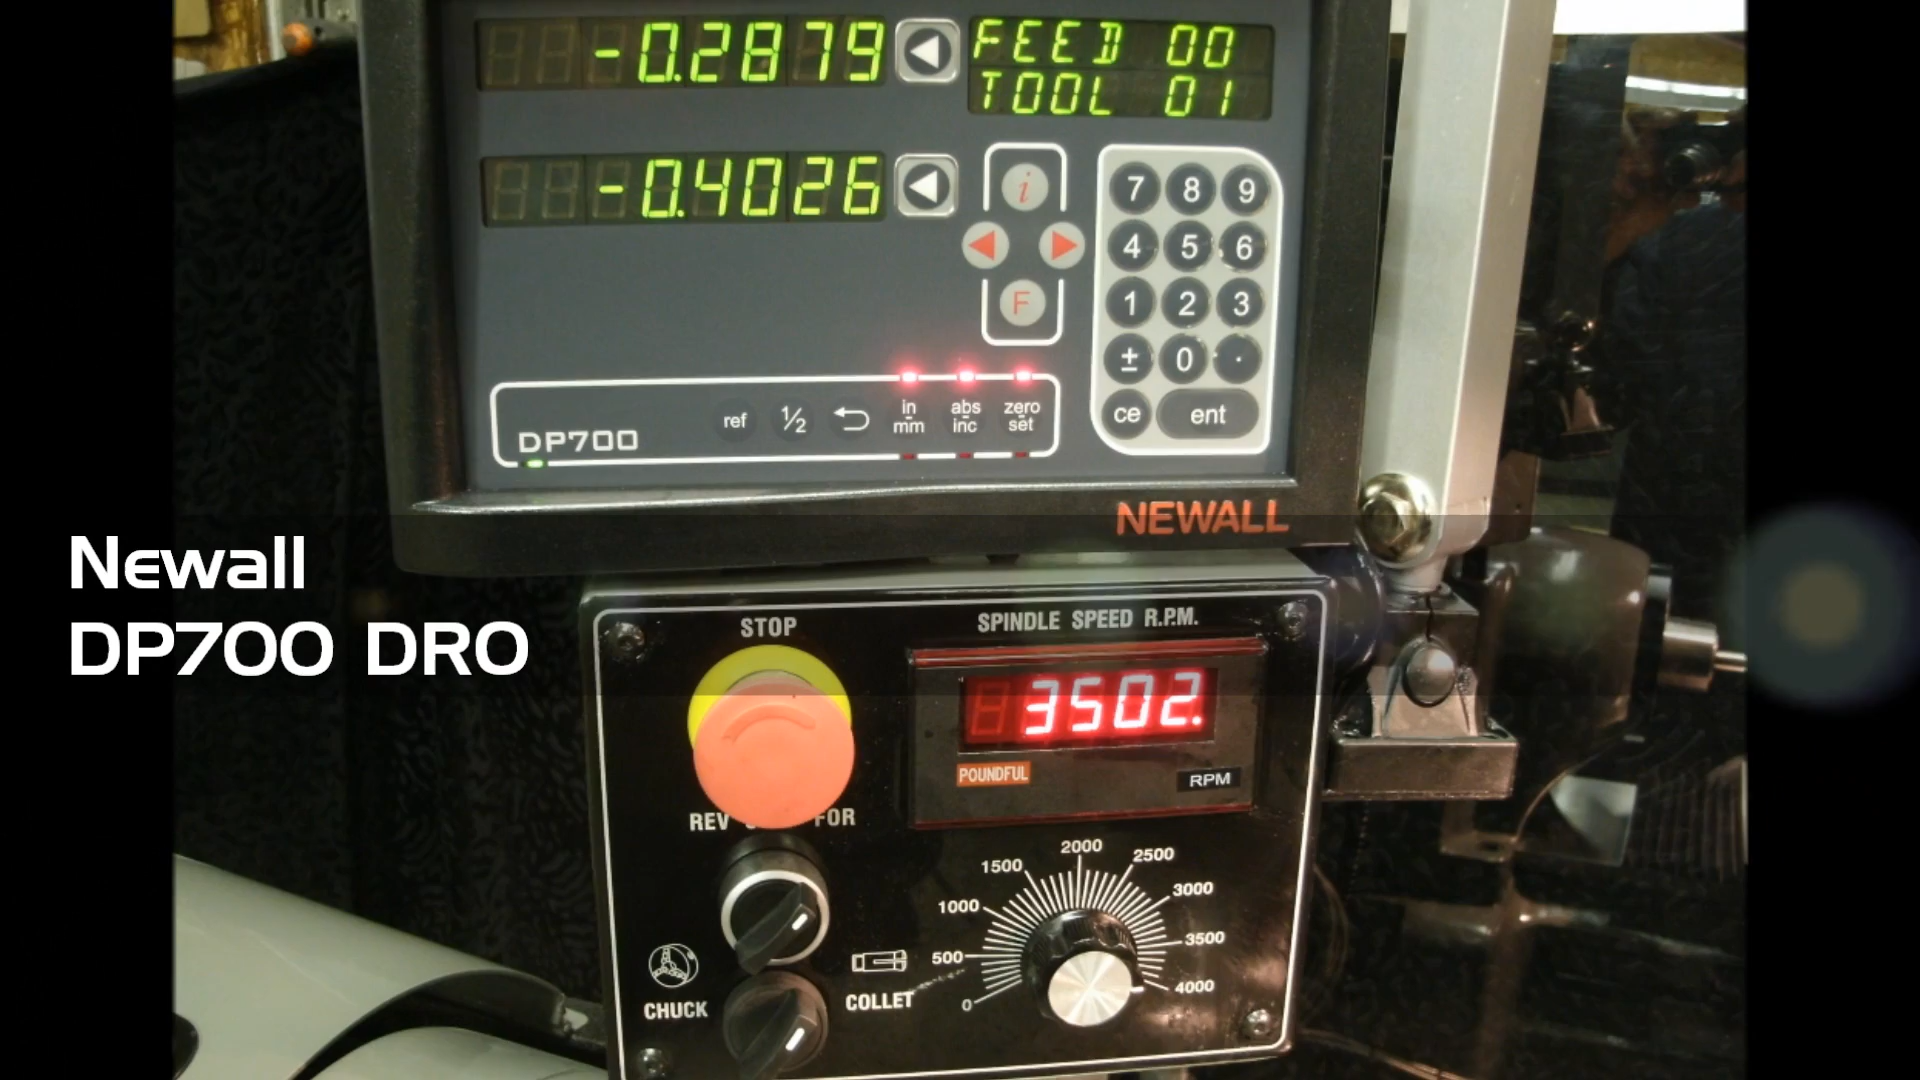 -0.2879
FEED 00
TOOL 01
-0.4026
i
F
7 8 9
4 5 6
1 2 3
± 0 .
ce ent
ref ½ in mm abs inc zero set
DP700
NEWALL
Newall
DP700 DRO
STOP
SPINDLE SPEED R.P.M.
3502.
POUNDFUL
RPM
REV FOR
0 500 1000 1500 2000 2500 3000 3500 4000
CHUCK
COLLET